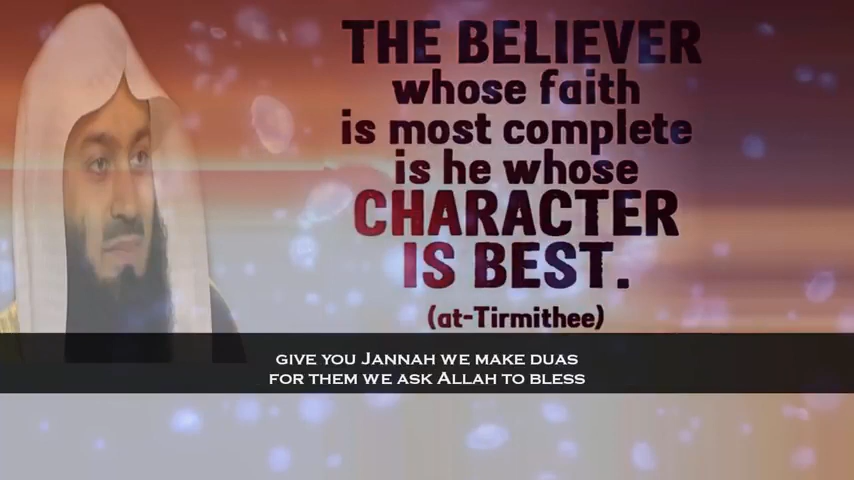 THE BELIEVER
whose faith
is most complete
is he whose
CHARACTER
IS BEST.
(at-Tirmithee)
GIVE YOU JANNAH WE MAKE DUAS
FOR THEM WE ASK ALLAH TO BLESS